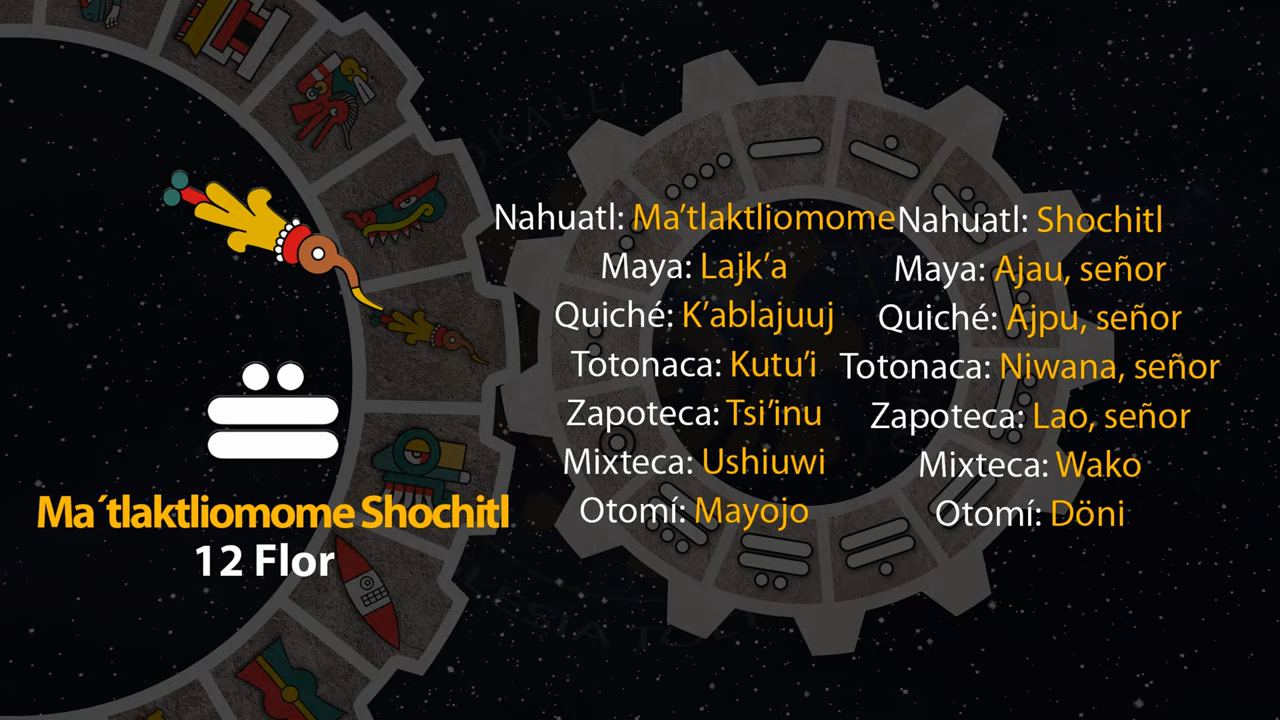 Ma´tlaktliomome Shochitl
12 Flor
Nahuatl: Ma’tlaktliomome
Maya: Lajk’a
Quiché: K’ablajuuj
Totonaca: Kutu’i
Zapoteca: Tsi’inu
Mixteca: Ushiuwi
Otomí: Mayojo
Nahuatl: Shochitl
Maya: Ajau, señor
Quiché: Ajpu, señor
Totonaca: Niwana, señor
Zapoteca: Lao, señor
Mixteca: Wako
Otomí: Döni